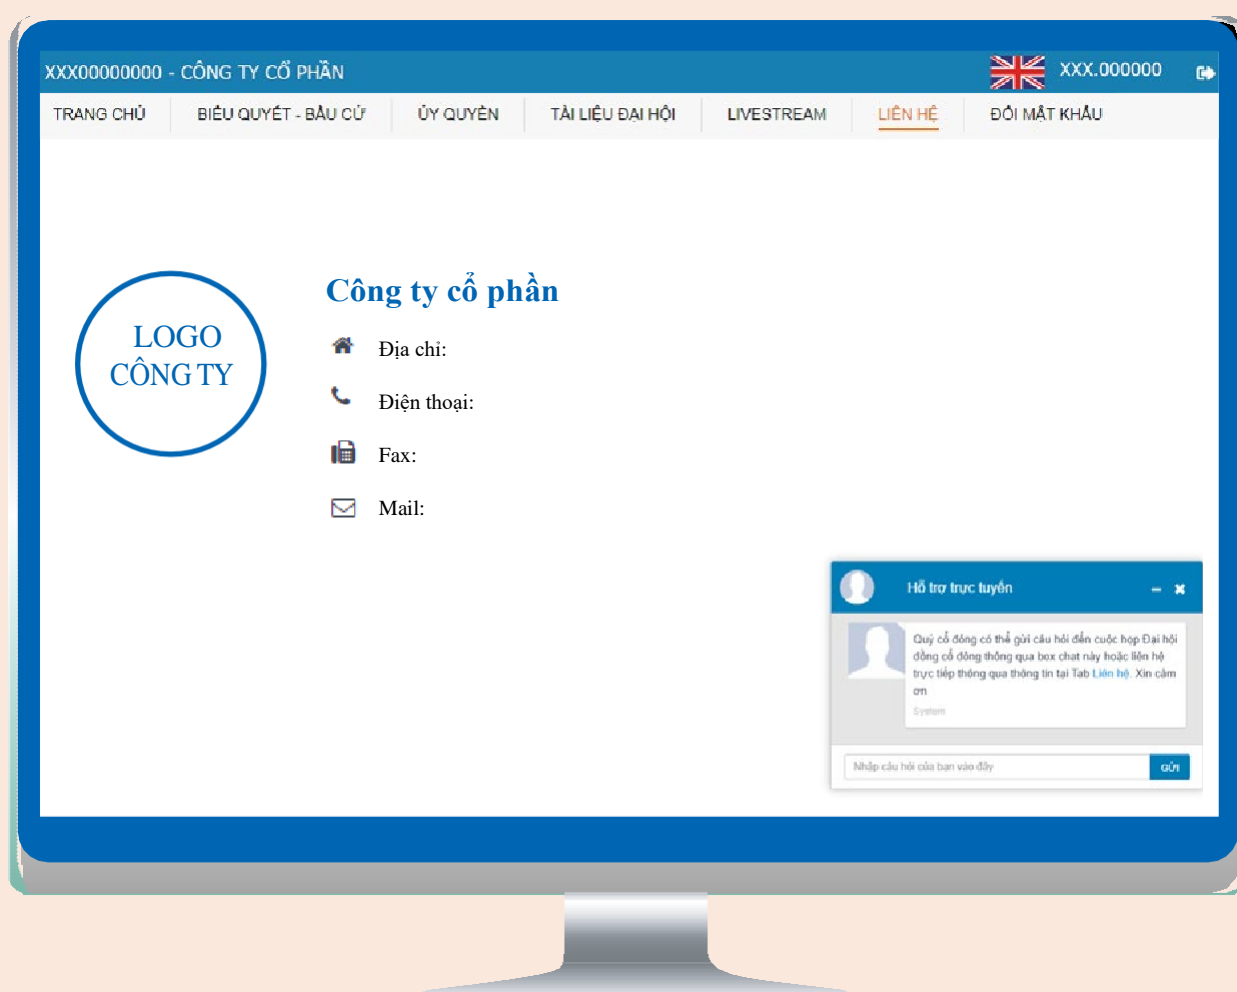 XXX00000000 - CÔNG TY CỔ PHẦN
XXX.000000
TRANG CHỦ
BIỂU QUYẾT - BẦU CỬ
ỦY QUYỀN
TÀI LIỆU ĐẠI HỘI
LIVESTREAM
LIÊN HỆ
ĐỔI MẬT KHẨU
LOGO
CÔNG TY
Công ty cổ phần
Địa chỉ:
Điện thoại:
Fax:
Mail:
Hỗ trợ trực tuyến
Quý cổ đông có thể gửi câu hỏi đến cuộc họp Đại hội
đồng cổ đông thông qua box chat này hoặc liên hệ
trực tiếp thông qua thông tin tại Tab Liên hệ. Xin cảm
ơn
System
Nhập câu hỏi của bạn vào đây
GỬI